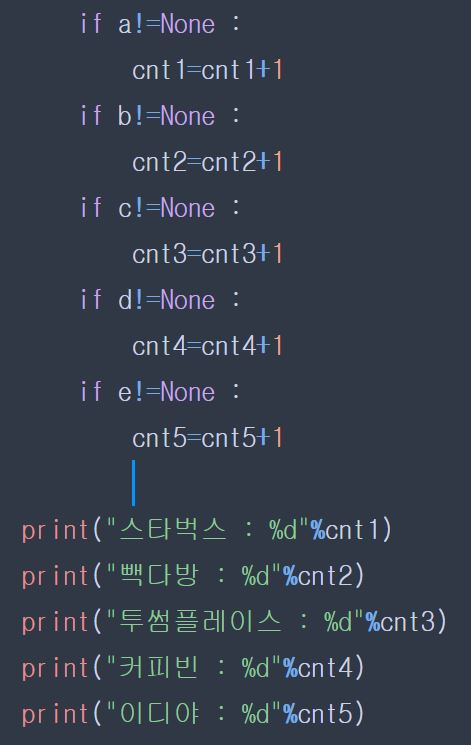 if a!=None :
cnt1=cnt1+1
if b!=None :
cnt2=cnt2+1
if c!=None :
cnt3=cnt3+1
if d!=None :
cnt4=cnt4+1
if e!=None :
cnt5=cnt5+1
print("스타벅스 : %d"%cnt1)
print("빽다방 : %d"%cnt2)
print("투썸플레이스 : %d"%cnt3)
print("커피빈 : %d"%cnt4)
print("이디야 : %d"%cnt5)